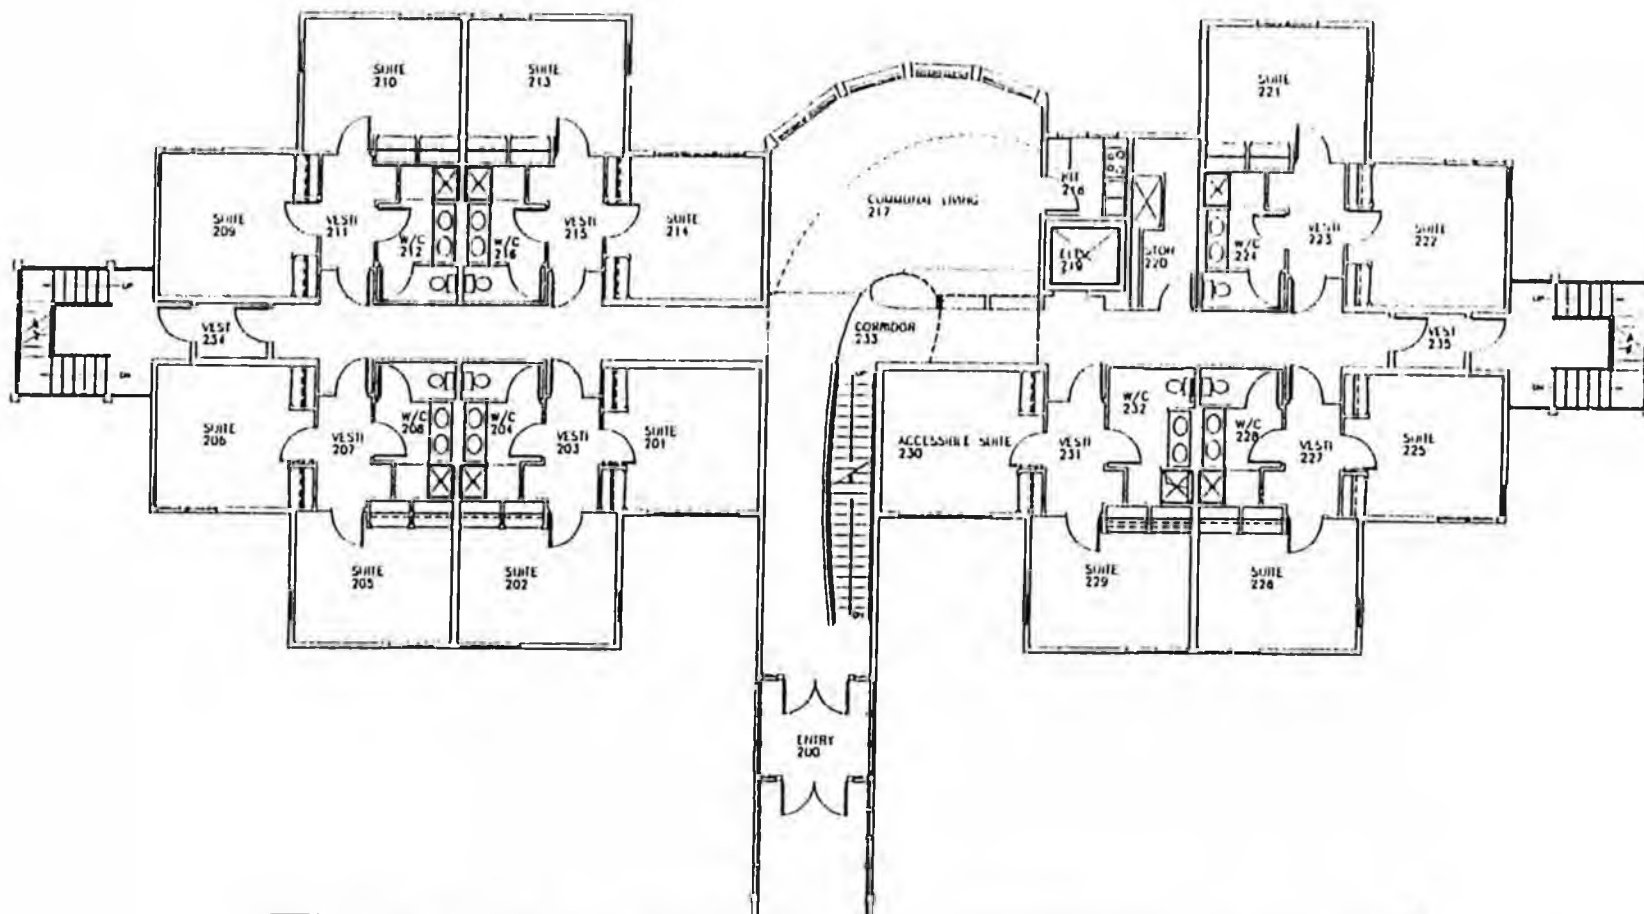 SUITE
210
SUITE
213
SUITE
221
SUITE
209
VESTI
211
W/C
212
W/C
216
VESTI
215
SUITE
214
COMMUNAL LIVING
217
KIT
218
ELEV
219
STOR
220
W/C
224
VESTI
223
SUITE
222
VEST
234
CORRIDOR
233
VEST
235
UP
SUITE
206
VESTI
207
W/C
208
W/C
204
VESTI
203
SUITE
201
ACCESSIBLE SUITE
230
VESTI
231
W/C
232
W/C
228
VESTI
227
SUITE
225
SUITE
205
SUITE
202
SUITE
229
SUITE
226
ENTRY
200